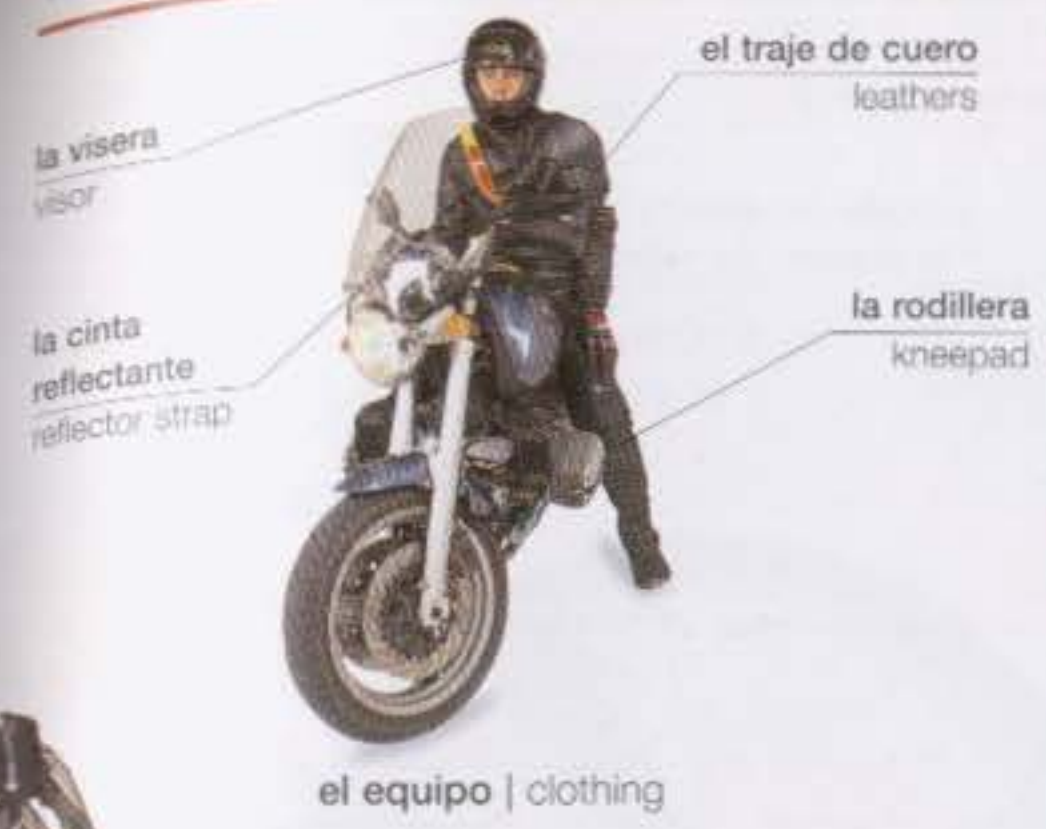 el traje de cuero
leathers
la visera
visor
la rodillera
kneepad
la cinta
reflectante
reflector strap
el equipo | clothing